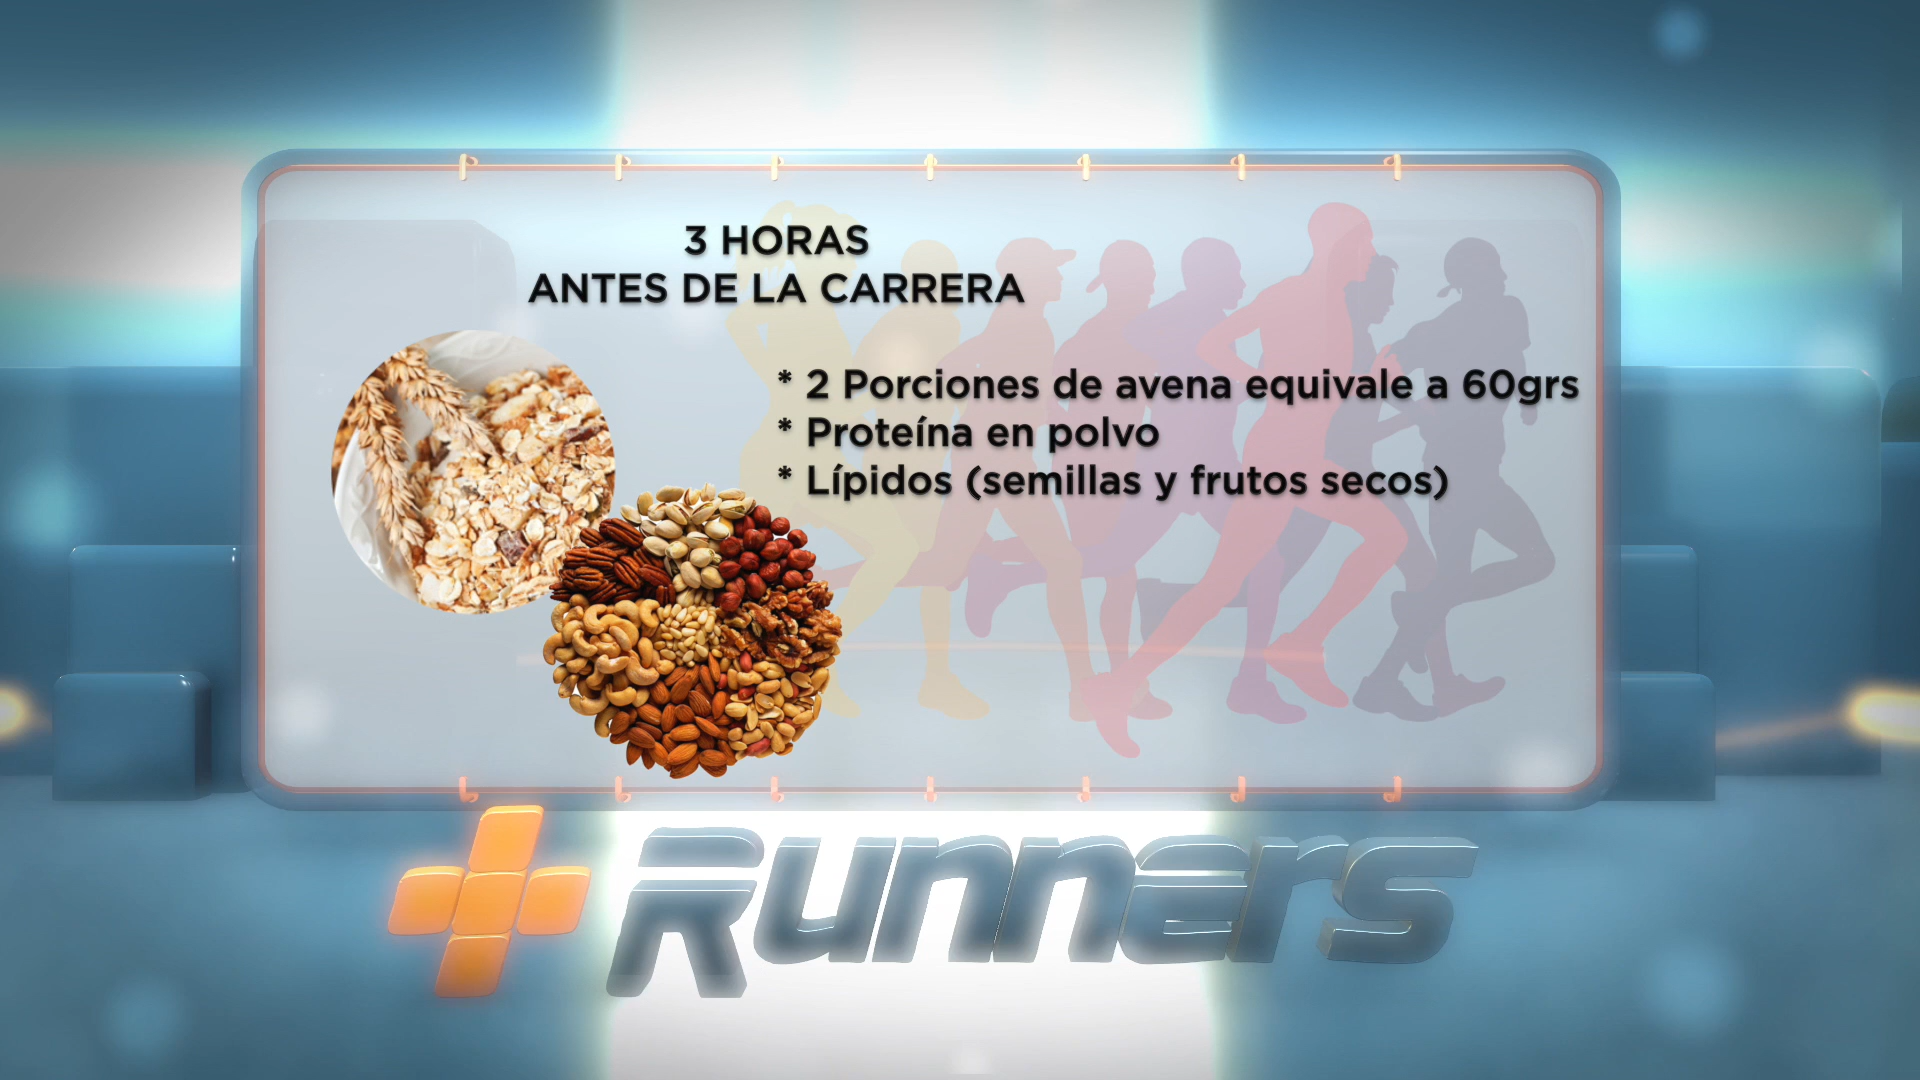 3 HORAS
ANTES DE LA CARRERA
* 2 Porciones de avena equivale a 60grs
* Proteína en polvo
* Lípidos (semillas y frutos secos)
+Runners